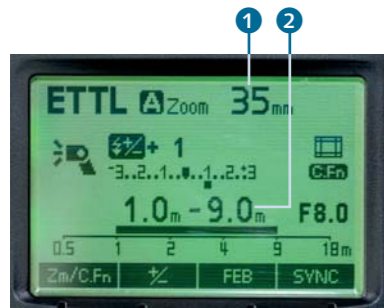 1 2
ETTL A Zoom 35mm
+ 1
-3..2..1....1..2.:3
C.Fn
1.0m - 9.0m F8.0
0.5 1 2 4 9 18m
Zm/C.Fn +/- FEB SYNC